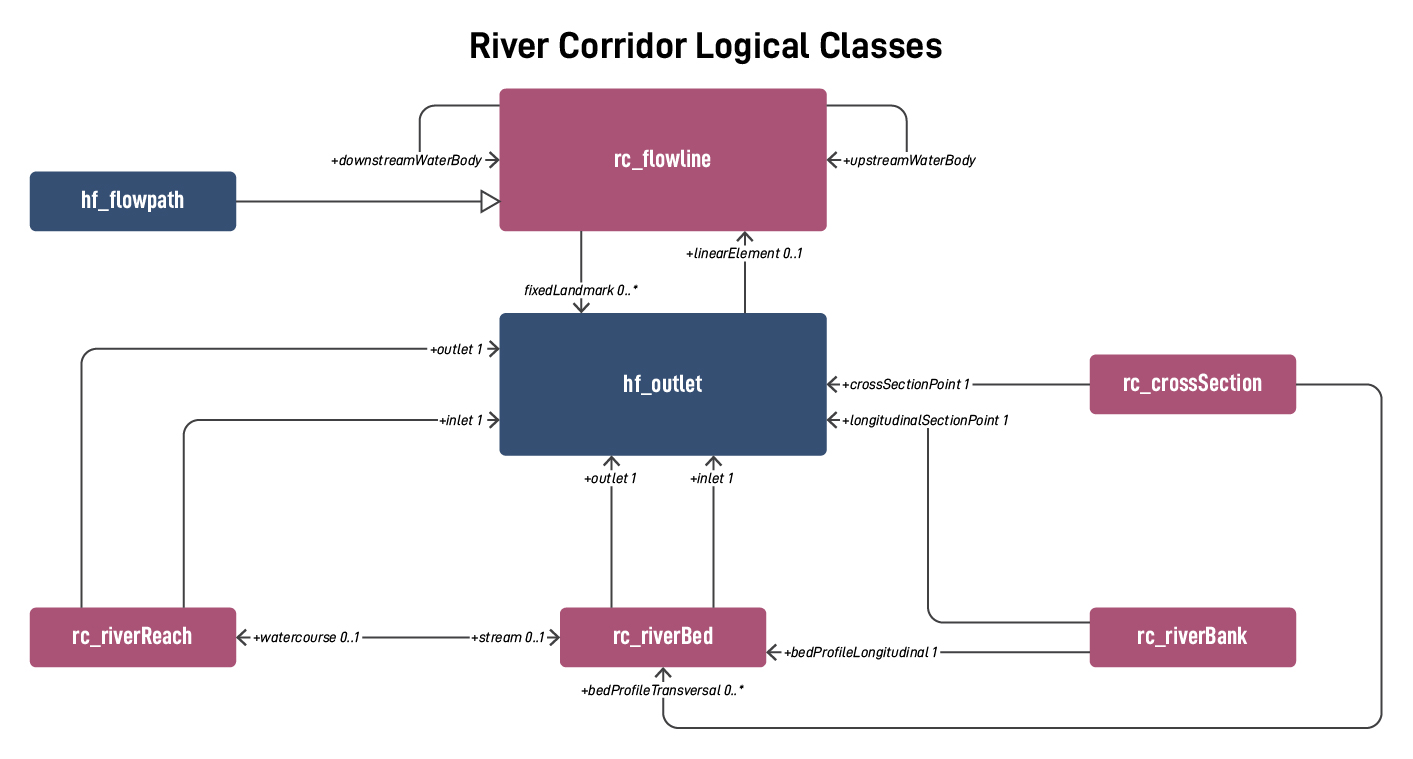 River Corridor Logical Classes
+downstreamWaterBody
rc_flowline
+upstreamWaterBody
hf_flowpath
+linearElement 0..1
fixedLandmark 0..*
+outlet 1
hf_outlet
+crossSectionPoint 1
rc_crossSection
+inlet 1
+longitudinalSectionPoint 1
+outlet 1
+inlet 1
rc_riverReach
+watercourse 0..1
+stream 0..1
rc_riverBed
+bedProfileLongitudinal 1
rc_riverBank
+bedProfileTransversal 0..*